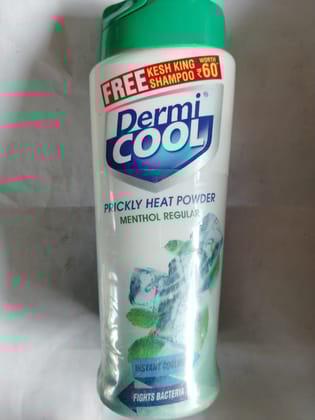 FREE KESH KING SHAMPOO WORTH ₹60*
Dermi
COOL
PRICKLY HEAT POWDER
MENTHOL REGULAR
INSTANT COOLING
FIGHTS BACTERIA